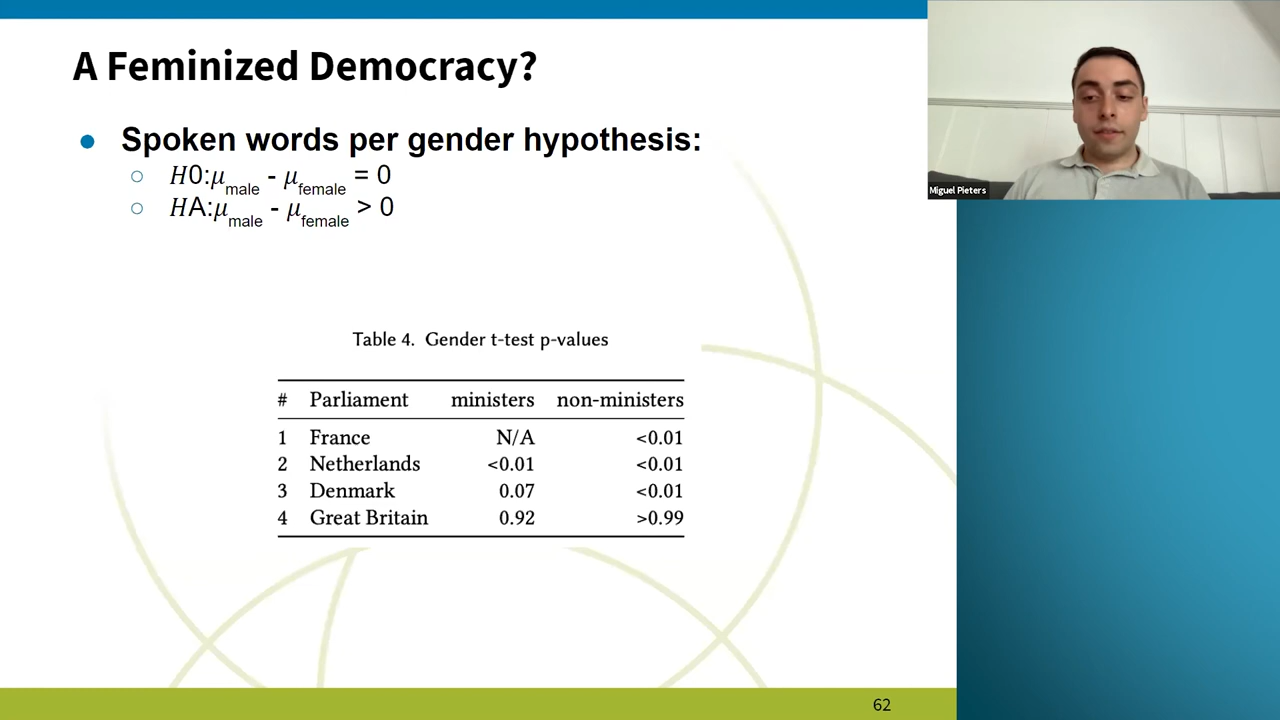 A Feminized Democracy?
● Spoken words per gender hypothesis:
○ H0:μmale - μfemale = 0
○ HA:μmale - μfemale > 0
Table 4. Gender t-test p-values
# Parliament ministers non-ministers
1 France N/A <0.01
2 Netherlands <0.01 <0.01
3 Denmark 0.07 <0.01
4 Great Britain 0.92 >0.99
62
Miguel Pieters